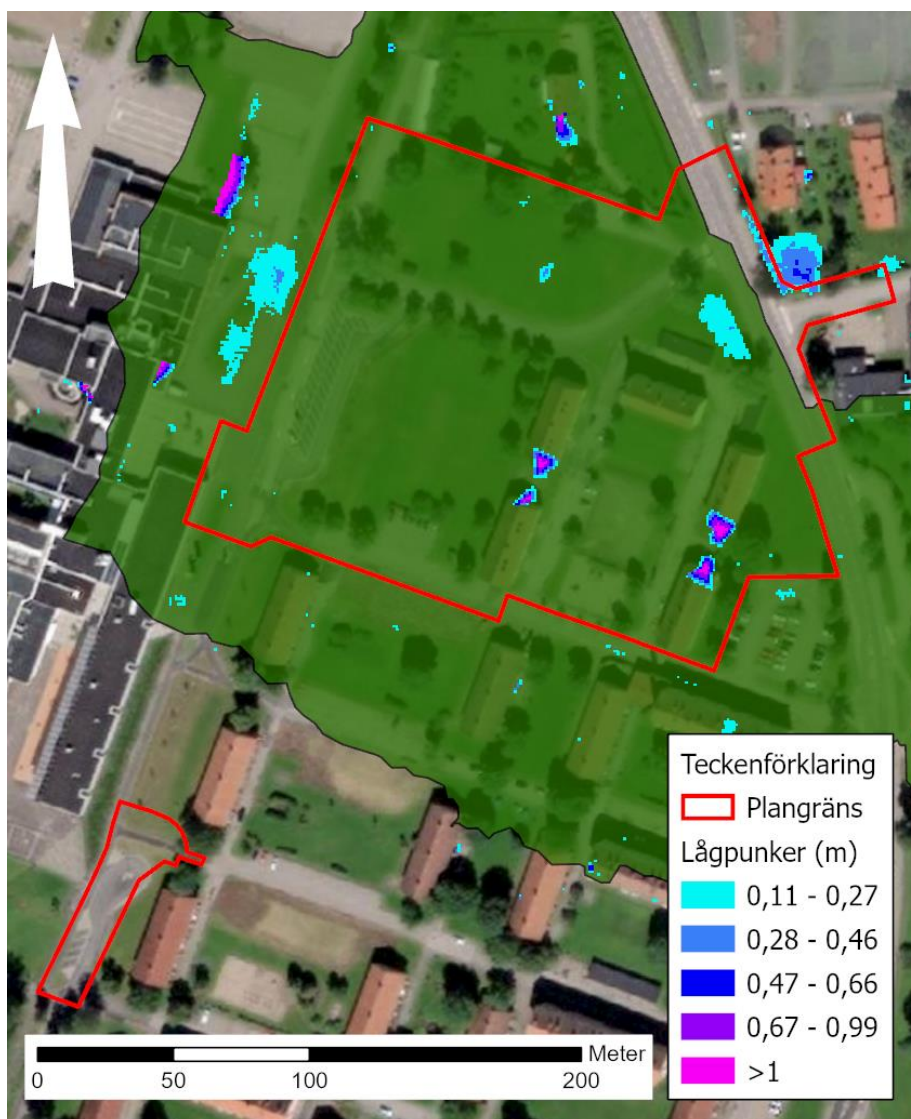 Teckenförklaring
Plangräns
Lågpunker (m)
0,11 - 0,27
0,28 - 0,46
0,47 - 0,66
0,67 - 0,99
>1
Meter
0 50 100 200